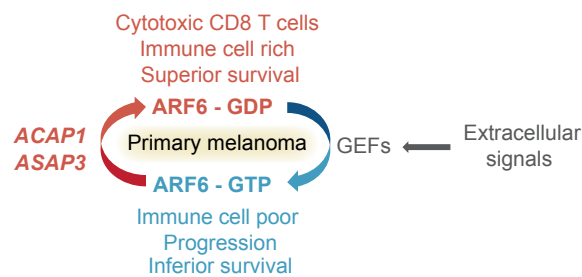 Cytotoxic CD8 T cells
Immune cell rich
Superior survival
ARF6 - GDP
ACAP1
ASAP3
Primary melanoma
GEFs
Extracellular
signals
ARF6 - GTP
Immune cell poor
Progression
Inferior survival